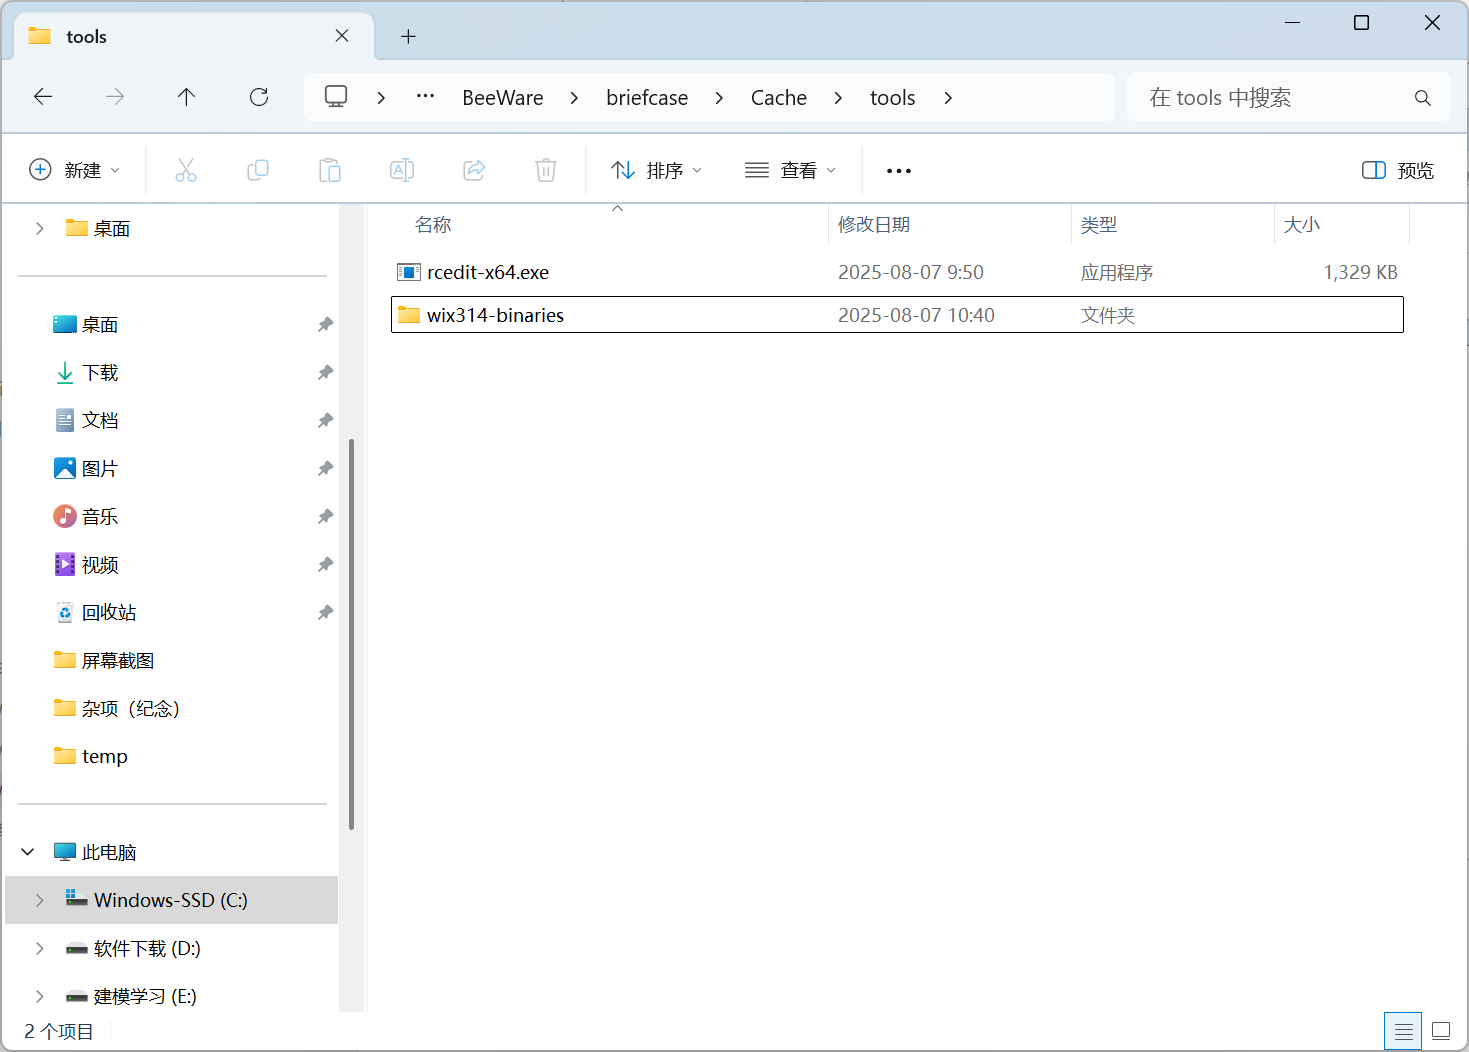 tools
BeeWare
briefcase
Cache
tools
在 tools 中搜索
新建
排序
查看
预览
桌面
桌面
下载
文档
图片
音乐
视频
回收站
屏幕截图
杂项（纪念）
temp
此电脑
Windows-SSD (C:)
软件下载 (D:)
建模学习 (E:)
名称 修改日期 类型 大小
rcedit-x64.exe 2025-08-07 9:50 应用程序 1,329 KB
wix314-binaries 2025-08-07 10:40 文件夹
2 个项目